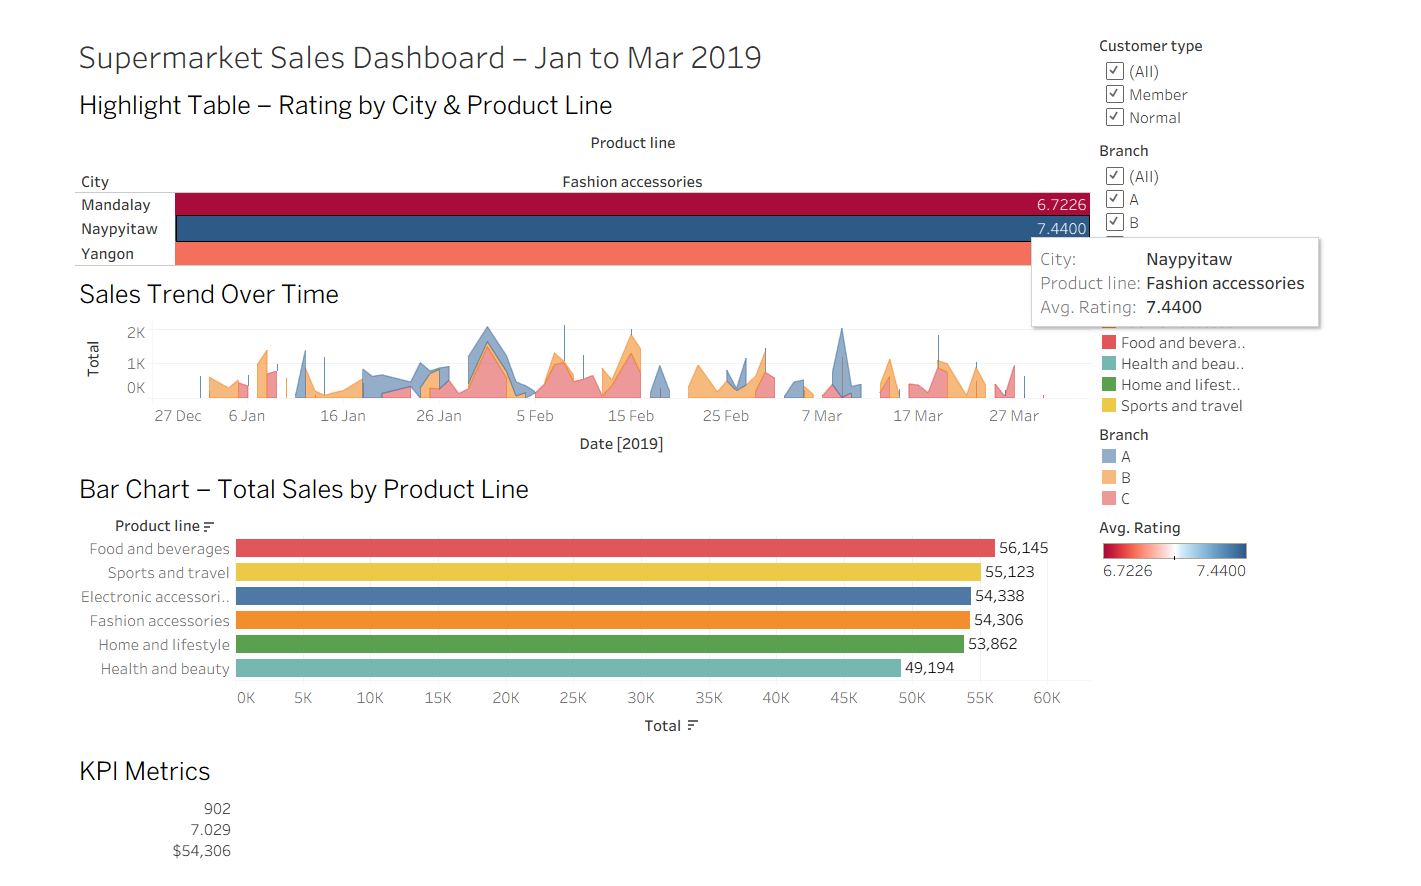 Supermarket Sales Dashboard – Jan to Mar 2019
Highlight Table – Rating by City & Product Line
Product line
City
Fashion accessories
Mandalay
6.7226
Naypyitaw
7.4400
Yangon
City: Naypyitaw
Product line: Fashion accessories
Avg. Rating: 7.4400
Sales Trend Over Time
Total
2K
1K
0K
27 Dec
6 Jan
16 Jan
26 Jan
5 Feb
15 Feb
25 Feb
7 Mar
17 Mar
27 Mar
Date [2019]
Bar Chart – Total Sales by Product Line
Product line
Food and beverages
56,145
Sports and travel
55,123
Electronic accessori..
54,338
Fashion accessories
54,306
Home and lifestyle
53,862
Health and beauty
49,194
0K
5K
10K
15K
20K
25K
30K
35K
40K
45K
50K
55K
60K
Total
KPI Metrics
902
7.029
$54,306
Customer type
(All)
Member
Normal
Branch
(All)
A
B
Food and bevera..
Health and beau..
Home and lifest..
Sports and travel
Branch
A
B
C
Avg. Rating
6.7226
7.4400